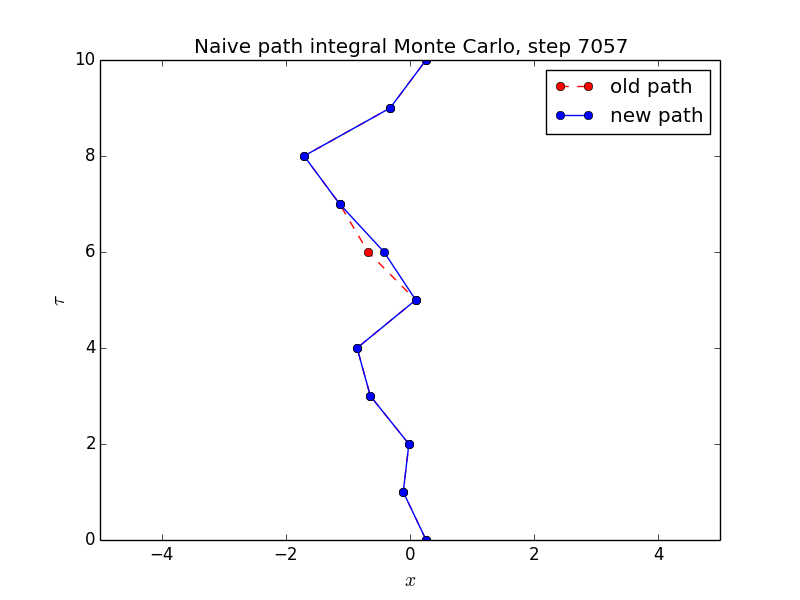 Naive path integral Monte Carlo, step 7057
10
old path
new path
8
6
τ
4
2
0
−4 −2 0 2 4
x